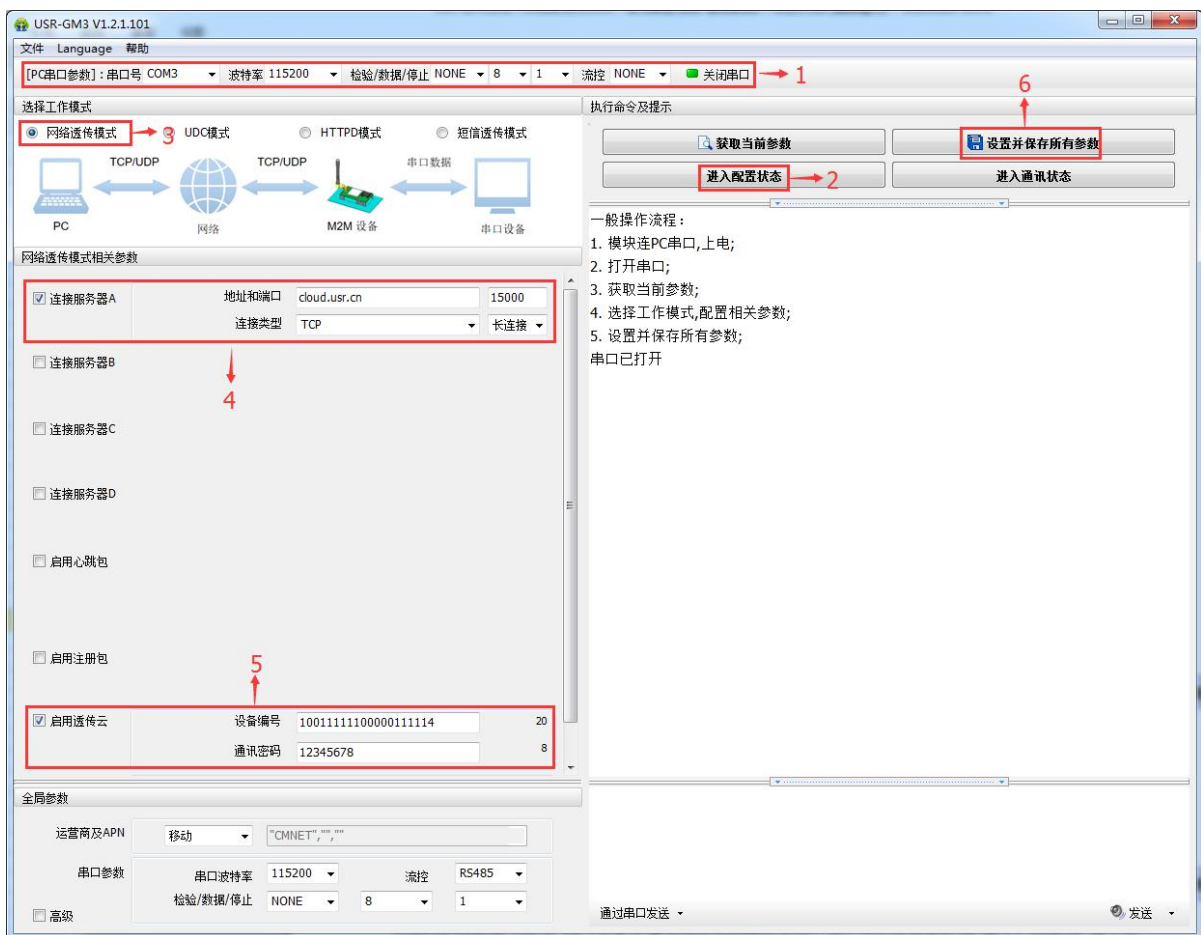 USR-GM3 V1.2.1.101
文件 Language 帮助
[PC串口参数]：串口号 COM3 波特率 115200 检验/数据/停止 NONE 8 1 流控 NONE 关闭串口 1
选择工作模式
网络透传模式 3 UDC模式 HTTPD模式 短信透传模式
TCP/UDP TCP/UDP 串口数据
PC 网络 M2M 设备 串口设备
网络透传模式相关参数
连接服务器A 地址和端口 cloud.usr.cn 15000
连接类型 TCP 长连接
连接服务器B
4
连接服务器C
连接服务器D
启用心跳包
启用注册包
5
启用透传云 设备编号 10011111100000111114 20
通讯密码 12345678 8
全局参数
运营商及APN 移动 "CMNET","",""
串口参数 串口波特率 115200 流控 RS485
检验/数据/停止 NONE 8 1
高级
执行命令及提示
6
获取当前参数 设置并保存所有参数
进入配置状态 2 进入通讯状态
一般操作流程：
1. 模块连PC串口,上电;
2. 打开串口;
3. 获取当前参数;
4. 选择工作模式,配置相关参数;
5. 设置并保存所有参数;
串口已打开
通过串口发送 发送